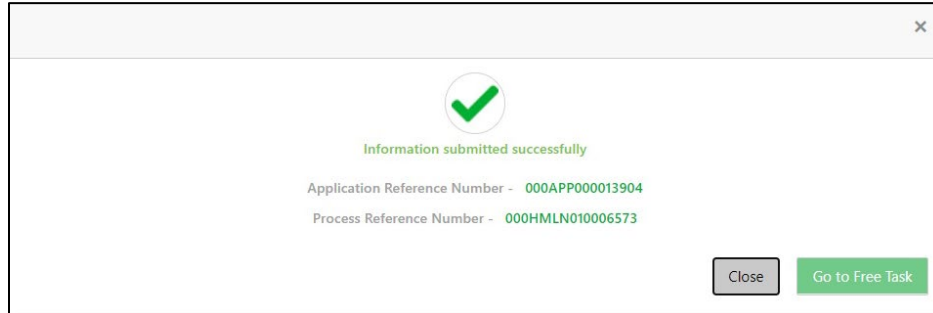 ×
Information submitted successfully
Application Reference Number - 000APP000013904
Process Reference Number - 000HMLN010006573
Close Go to Free Task